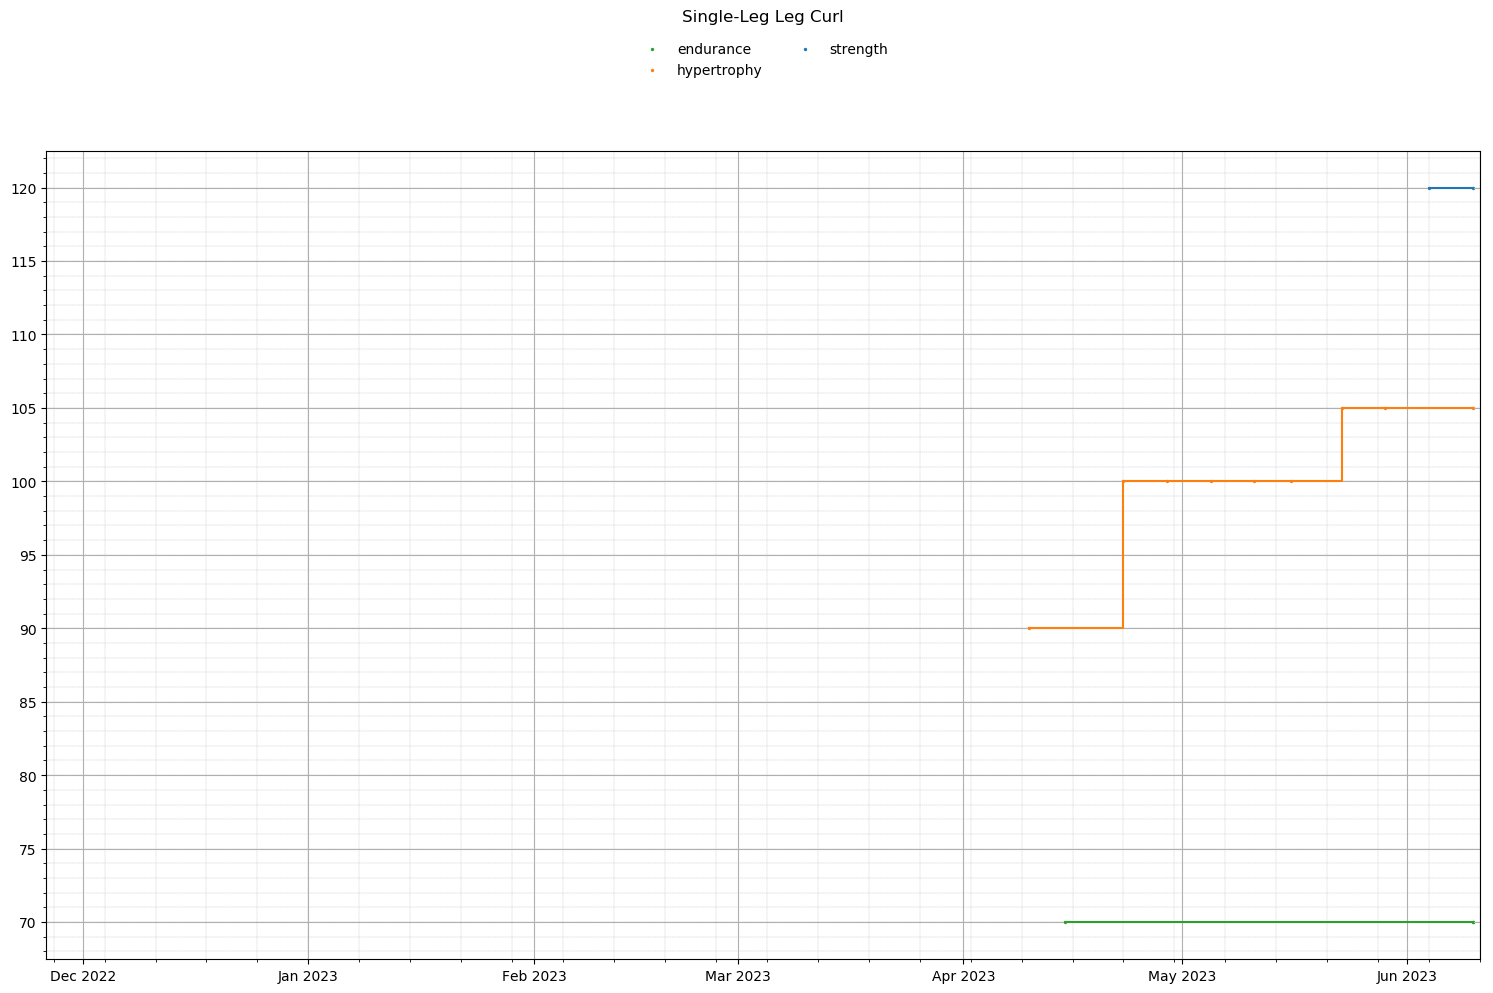 Single-Leg Leg Curl
endurance
hypertrophy
strength
120
115
110
105
100
95
90
85
80
75
70
Dec 2022
Jan 2023
Feb 2023
Mar 2023
Apr 2023
May 2023
Jun 2023